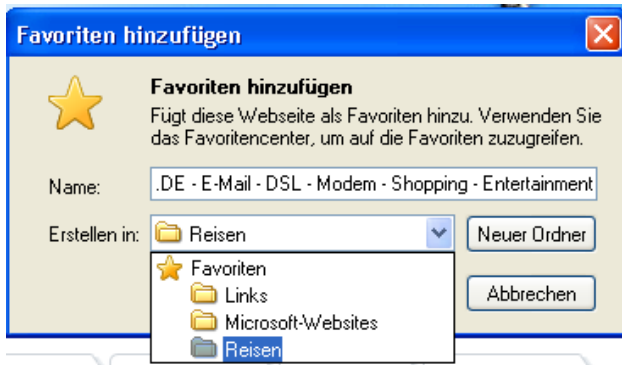 Favoriten hinzufügen
Favoriten hinzufügen
Fügt diese Webseite als Favoriten hinzu. Verwenden Sie
das Favoritencenter, um auf die Favoriten zuzugreifen.
Name: .DE - E-Mail - DSL - Modem - Shopping - Entertainment
Erstellen in: Reisen Neuer Ordner
Favoriten
Links
Abbrechen
Microsoft-Websites
Reisen